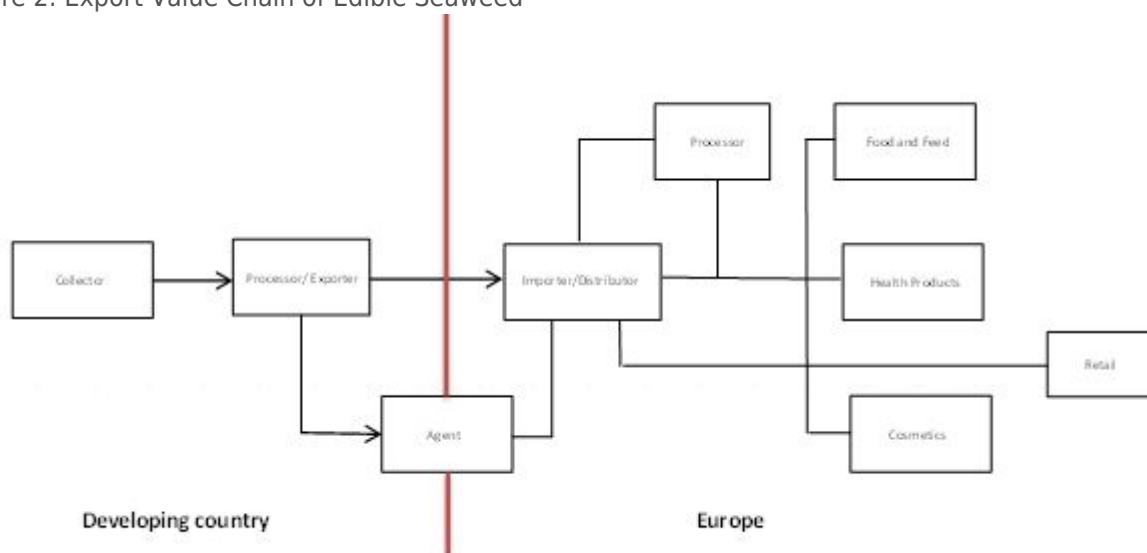 re 2: Export Value Chain of Edible Seaweed
Processor
Food and Feed
Collector
Processor/ Exporter
Importer/Distributor
Health Products
Retail
Agent
Cosmetics
Developing country
Europe